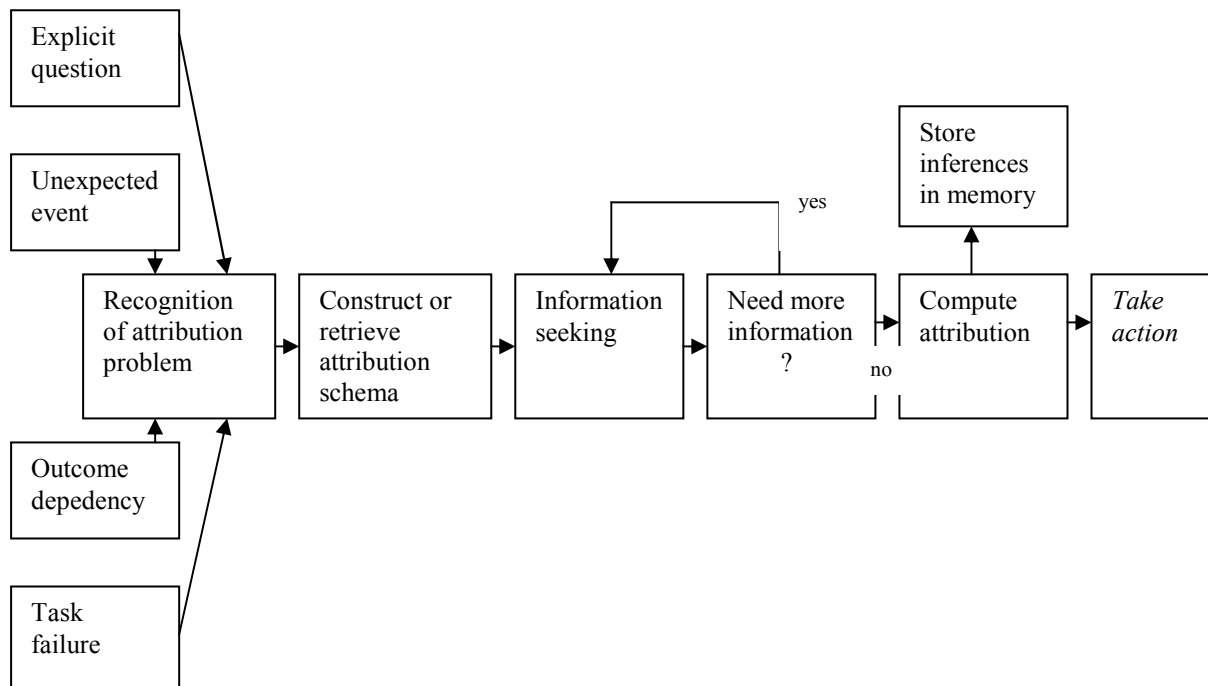 Explicit
question
Unexpected
event
Store
inferences
in memory
yes
Recognition
of attribution
problem
Construct or
retrieve
attribution
schema
Information
seeking
Need more
information
?
no
Compute
attribution
Take
action
Outcome
depedency
Task
failure